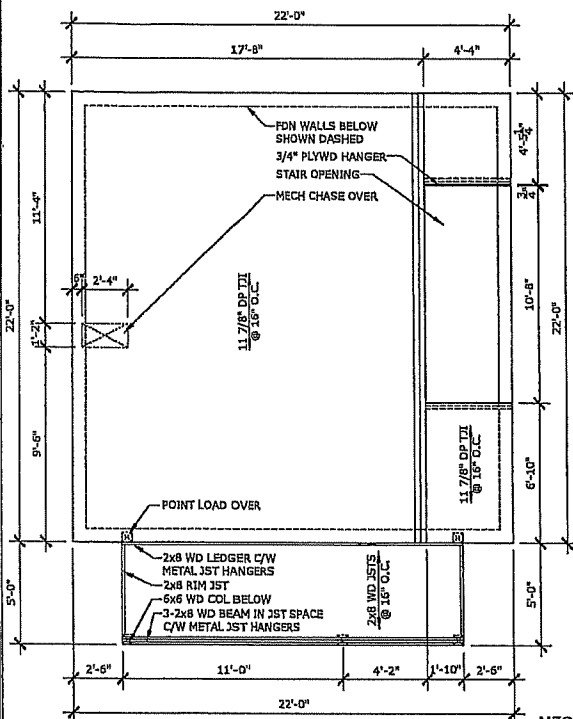 22'-0"
17'-8"
4'-4"
FDN WALLS BELOW
SHOWN DASHED
3/4" PLYWD HANGER
STAIR OPENING
MECH CHASE OVER
4'-5 1/4"
3/4"
11'-4"
6"
2'-4"
11 7/8" DP TJI
@ 16" O.C.
10'-8"
22'-0"
22'-0"
1'-2"
9'-6"
11 7/8" DP TJI
@ 16" O.C.
6'-10"
POINT LOAD OVER
2x8 WD LEDGER C/W
METAL JST HANGERS
2x8 RIM JST
6x6 WD COL BELOW
3-2x8 WD BEAM IN JST SPACE
C/W METAL JST HANGERS
2x8 WD JSTS
@ 16" O.C.
5'-0"
5'-0"
2'-6"
11'-0"
4'-2"
1'-10"
2'-6"
22'-0"